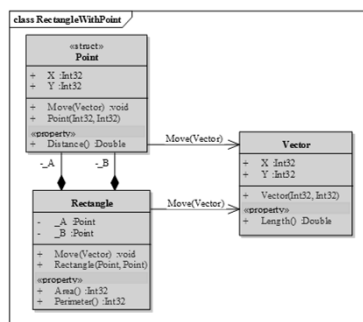 class RectangleWithPoint
«struct»
Point
+ X :Int32
+ Y :Int32
+ Move(Vector) :void
+ Point(Int32, Int32)
«property»
+ Distance() :Double
Move(Vector)
Vector
+ X :Int32
+ Y :Int32
+ Vector(Int32, Int32)
«property»
+ Length() :Double
-_A
-_B
Rectangle
- _A :Point
- _B :Point
+ Move(Vector) :void
+ Rectangle(Point, Point)
«property»
+ Area() :Int32
+ Perimeter() :Int32
Move(Vector)